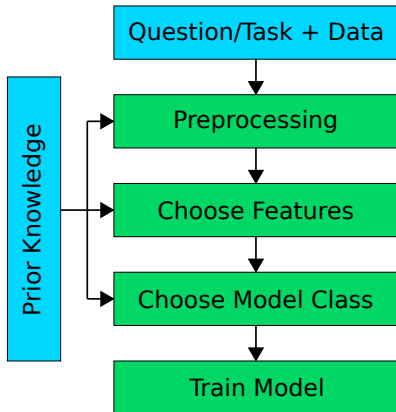 Question/Task + Data
Prior Knowledge
Preprocessing
Choose Features
Choose Model Class
Train Model